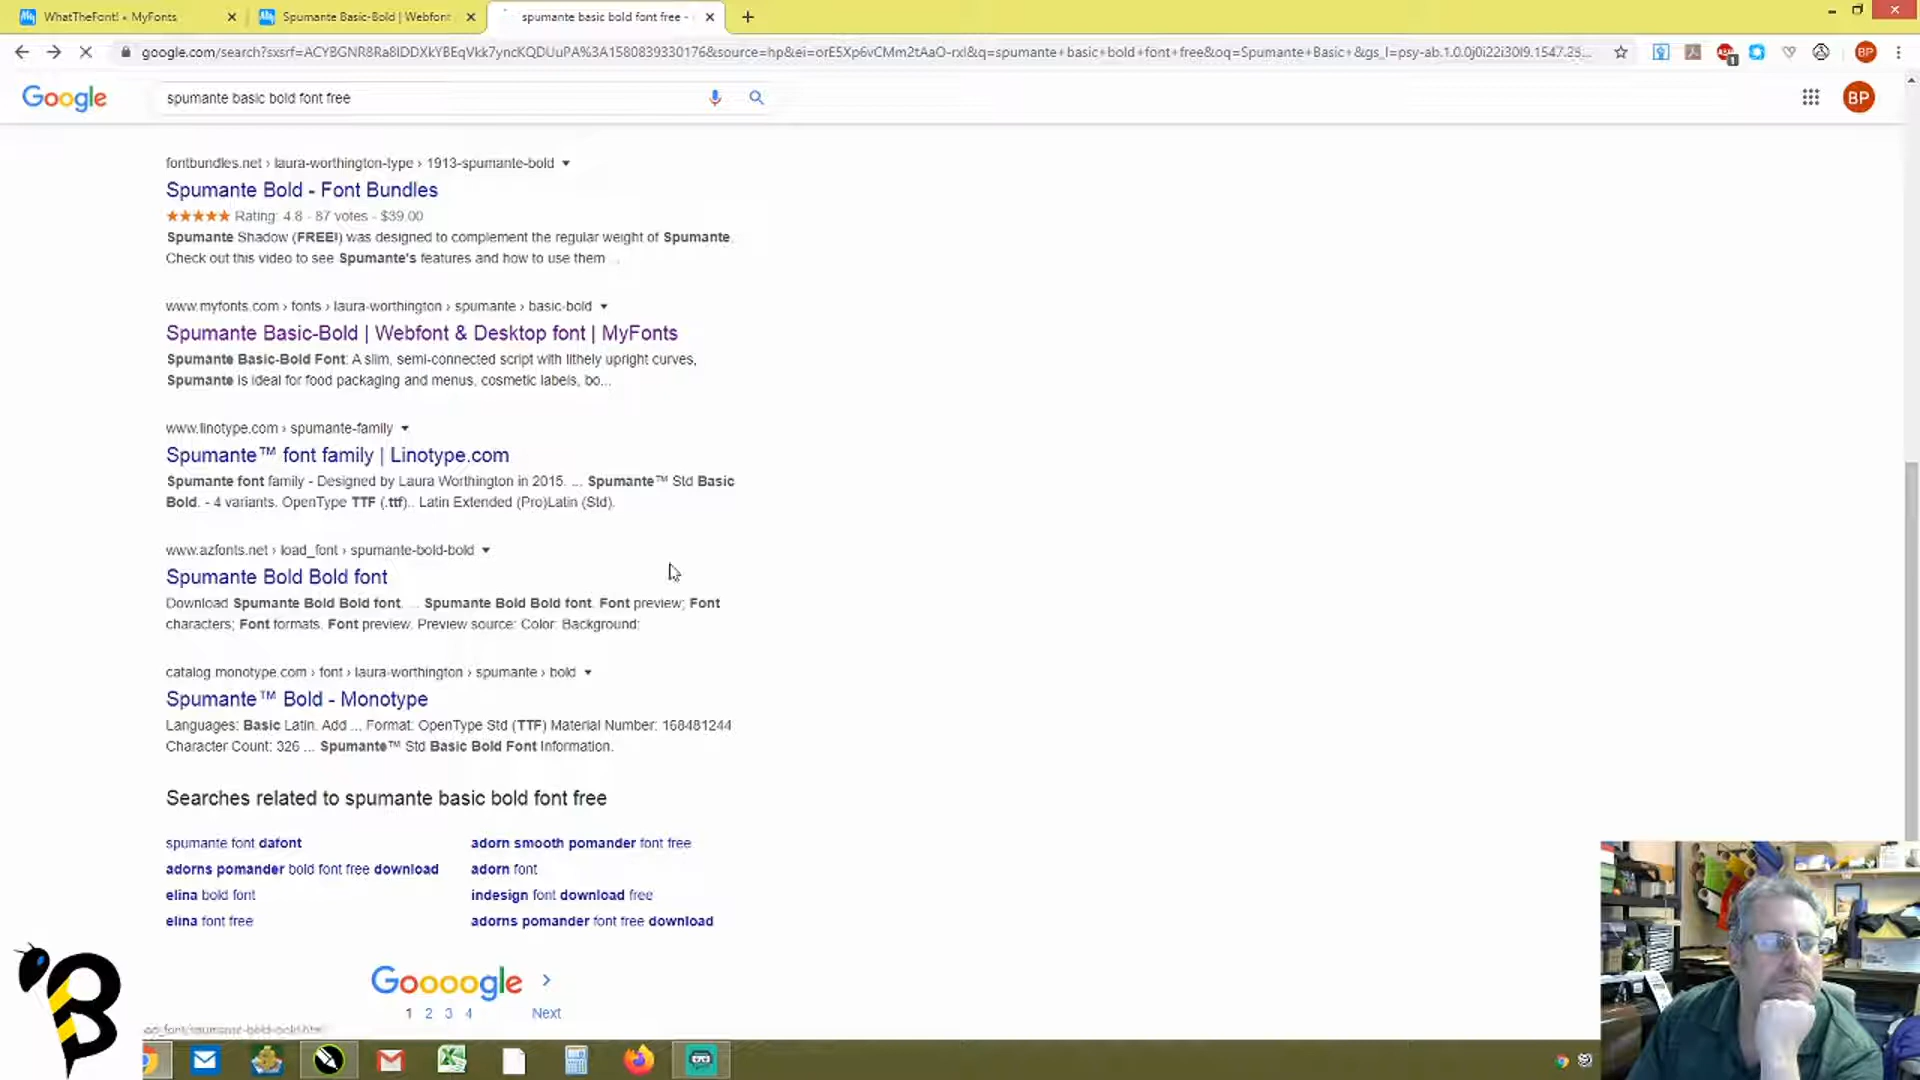 WhatTheFont! « MyFonts
Spumante Basic-Bold | Webfont
spumante basic bold font free -
google.com/search?sxsrf=ACYBGNR8Ra8IDDXkYBEqVkk7yncKQDUuPA%3A1580839330176&source=hp&ei=orE5Xp6vCMm2tAaO-rxI&q=spumante+basic+bold+font+free&oq=Spumante+Basic+&gs_l=psy-ab.1.0.0j0i22i30l9.1547.23...
BP
Google
spumante basic bold font free
BP
fontbundles.net › laura-worthington-type › 1913-spumante-bold
Spumante Bold - Font Bundles
Rating: 4.8 - 87 votes - $39.00
Spumante Shadow (FREE!) was designed to complement the regular weight of Spumante.
Check out this video to see Spumante's features and how to use them ...
www.myfonts.com › fonts › laura-worthington › spumante › basic-bold
Spumante Basic-Bold | Webfont & Desktop font | MyFonts
Spumante Basic-Bold Font: A slim, semi-connected script with lithely upright curves,
Spumante is ideal for food packaging and menus, cosmetic labels, bo...
www.linotype.com › spumante-family
Spumante™ font family | Linotype.com
Spumante font family - Designed by Laura Worthington in 2015. ... Spumante™ Std Basic
Bold. - 4 variants. OpenType TTF (.ttf).. Latin Extended (Pro)Latin (Std).
www.azfonts.net › load_font › spumante-bold-bold
Spumante Bold Bold font
Download Spumante Bold Bold font. ... Spumante Bold Bold font. Font preview; Font
characters; Font formats. Font preview. Preview source: Color: Background:
catalog.monotype.com › font › laura-worthington › spumante › bold
Spumante™ Bold - Monotype
Languages: Basic Latin. Add ... Format: OpenType Std (TTF) Material Number: 168481244
Character Count: 326 ... Spumante™ Std Basic Bold Font Information.
Searches related to spumante basic bold font free
spumante font dafont
adorn smooth pomander font free
adorns pomander bold font free download
adorn font
elina bold font
indesign font download free
elina font free
adorns pomander font free download
Goooogle
1 2 3 4 Next
B